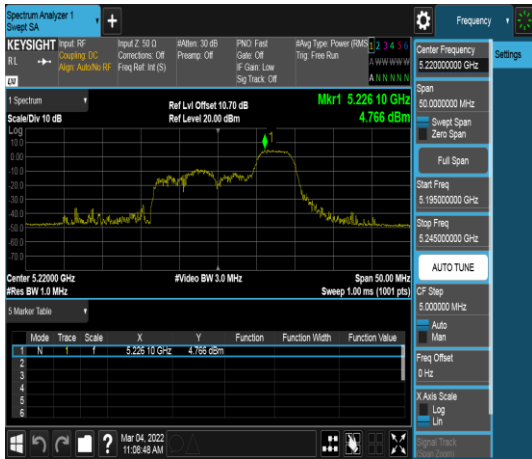 Spectrum Analyzer 1
Swept SA
+
Frequency
KEYSIGHT
RL
LXI
Input: RF
Coupling: DC
Align: Auto/No RF
Input Z: 50 Ω
Corrections: Off
Freq Ref: Int (S)
#Atten: 30 dB
Preamp: Off
PNO: Fast
Gate: Off
IF Gain: Low
Sig Track: Off
#Avg Type: Power (RMS
Trig: Free Run
1 2 3 4 5 6
A WW WW W
A N N N N N
Center Frequency
5.220000000 GHz
Settings
Span
50.0000000 MHz
Swept Span
Zero Span
Full Span
Start Freq
5.195000000 GHz
Stop Freq
5.245000000 GHz
AUTO TUNE
CF Step
5.000000 MHz
Auto
Man
Freq Offset
0 Hz
X Axis Scale
Log
Lin
Signal Track
(Span Zoom)
1 Spectrum
Scale/Div 10 dB
Ref Lvl Offset 10.70 dB
Ref Level 20.00 dBm
Mkr1 5.226 10 GHz
4.766 dBm
Log
10.0
0.00
-10.0
-20.0
-30.0
-40.0
-50.0
-60.0
-70.0
1
Center 5.22000 GHz
#Res BW 1.0 MHz
#Video BW 3.0 MHz
Span 50.00 MHz
Sweep 1.00 ms (1001 pts)
5 Marker Table
Mode Trace Scale X Y Function Function Width Function Value
1 N 1 f 5.226 10 GHz 4.766 dBm
2
3
4
5
6
?
Mar 04, 2022
11:08:48 AM